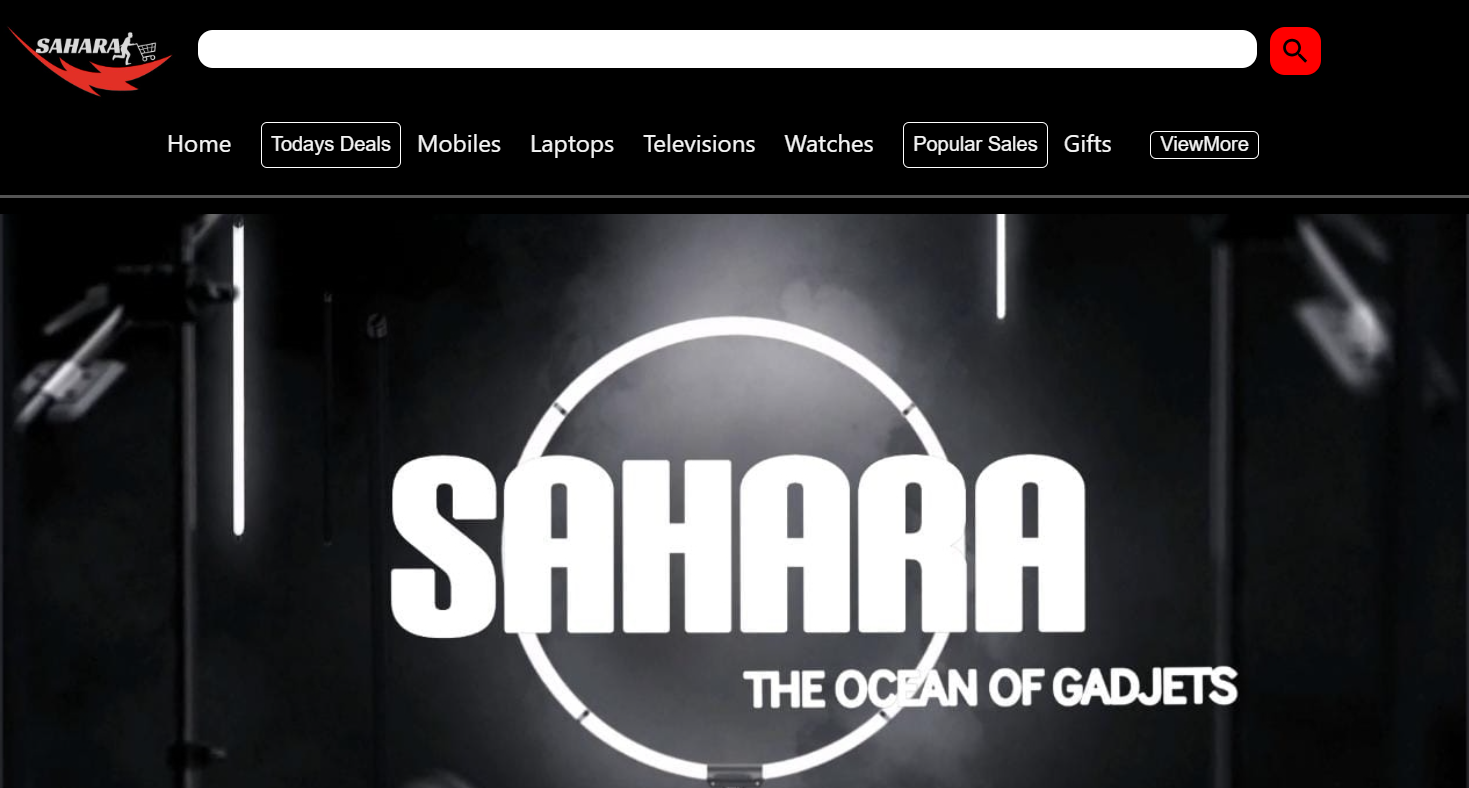 SAHARA
Home Todays Deals Mobiles Laptops Televisions Watches Popular Sales Gifts ViewMore
SAHARA
THE OCEAN OF GADJETS